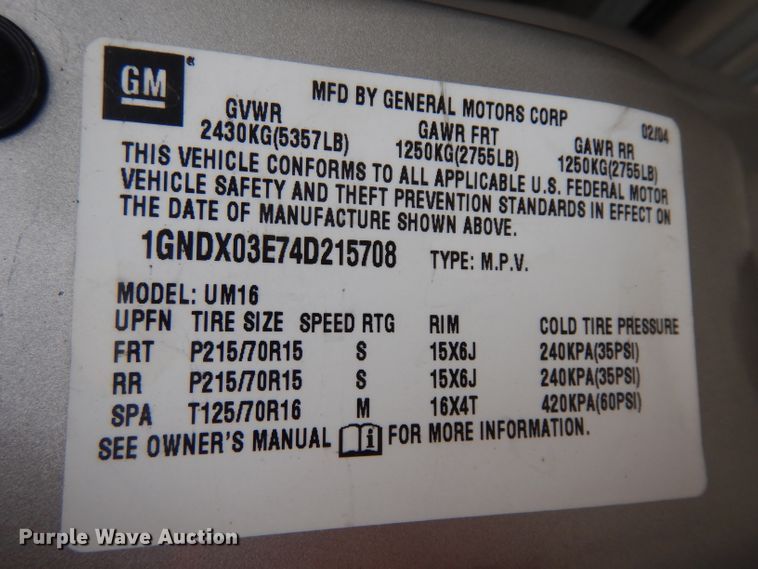 GM
MFD BY GENERAL MOTORS CORP 02/04
GVWR GAWR FRT GAWR RR
2430KG(5357LB) 1250KG(2755LB) 1250KG(2755LB)
THIS VEHICLE CONFORMS TO ALL APPLICABLE U.S. FEDERAL MOTOR
VEHICLE SAFETY AND THEFT PREVENTION STANDARDS IN EFFECT ON
THE DATE OF MANUFACTURE SHOWN ABOVE.
1GNDX03E74D215708 TYPE: M.P.V.
MODEL: UM16
UPFN TIRE SIZE SPEED RTG RIM COLD TIRE PRESSURE
FRT P215/70R15 S 15X6J 240KPA(35PSI)
RR P215/70R15 S 15X6J 240KPA(35PSI)
SPA T125/70R16 M 16X4T 420KPA(60PSI)
SEE OWNER'S MANUAL i FOR MORE INFORMATION.
Purple Wave Auction